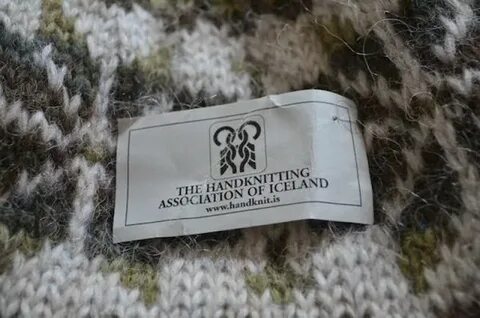 THE HANDKNITTING
ASSOCIATION OF ICELAND
www.handknit.is